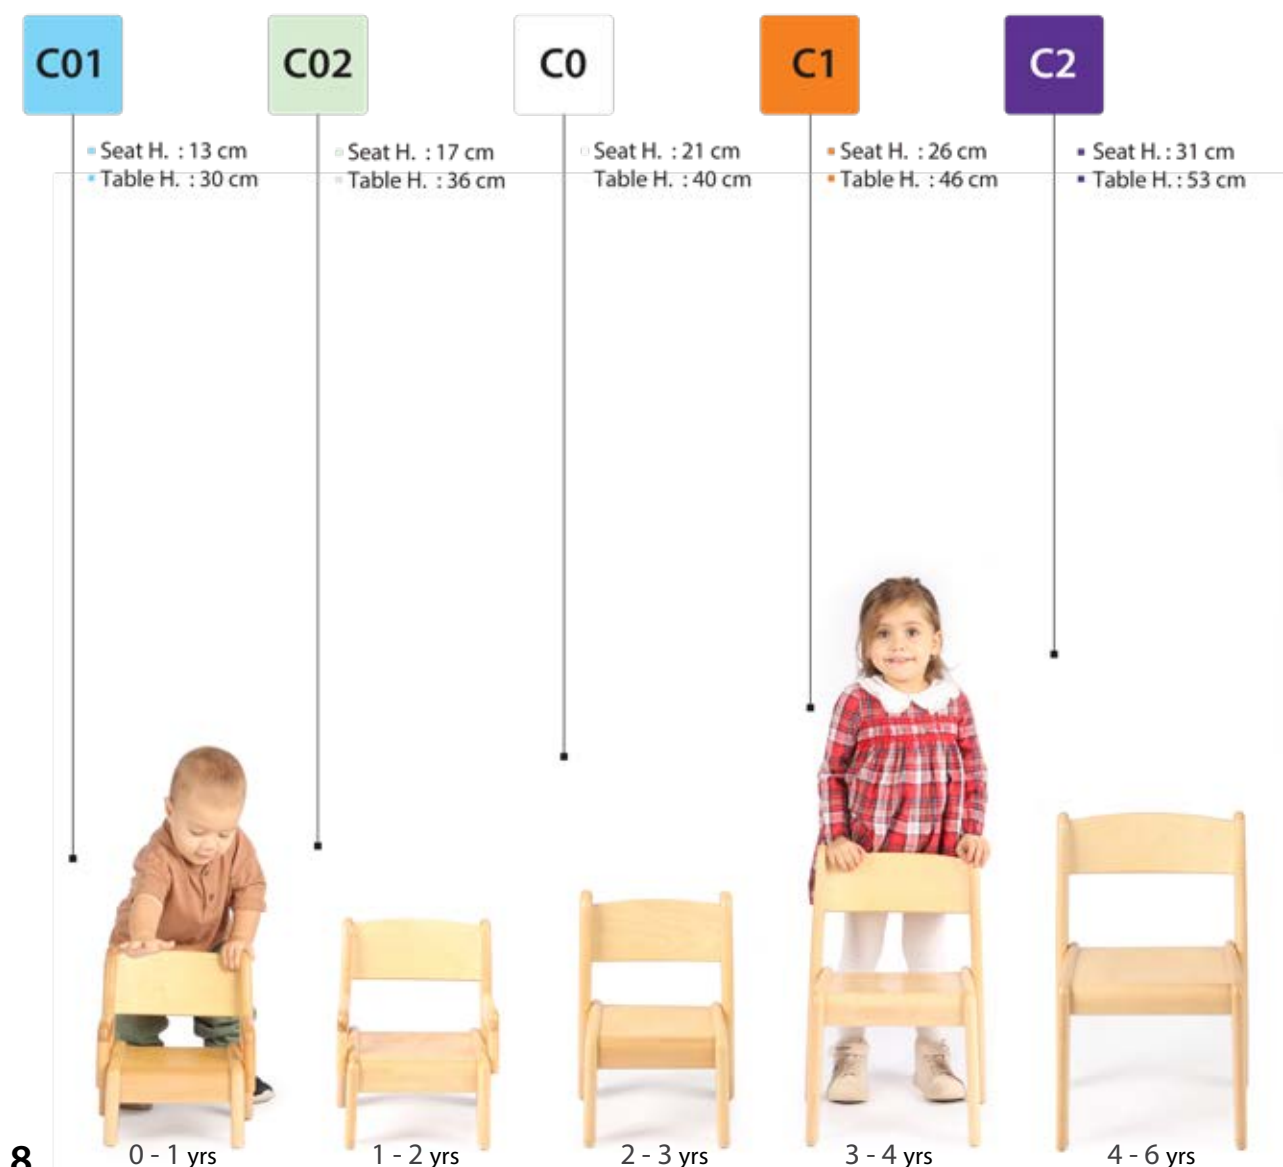 C01
C02
C0
C1
C2
Seat H. : 13 cm
Table H. : 30 cm
Seat H. : 17 cm
Table H. : 36 cm
Seat H. : 21 cm
Table H. : 40 cm
Seat H. : 26 cm
Table H. : 46 cm
Seat H. : 31 cm
Table H. : 53 cm
8
0 - 1 yrs
1 - 2 yrs
2 - 3 yrs
3 - 4 yrs
4 - 6 yrs